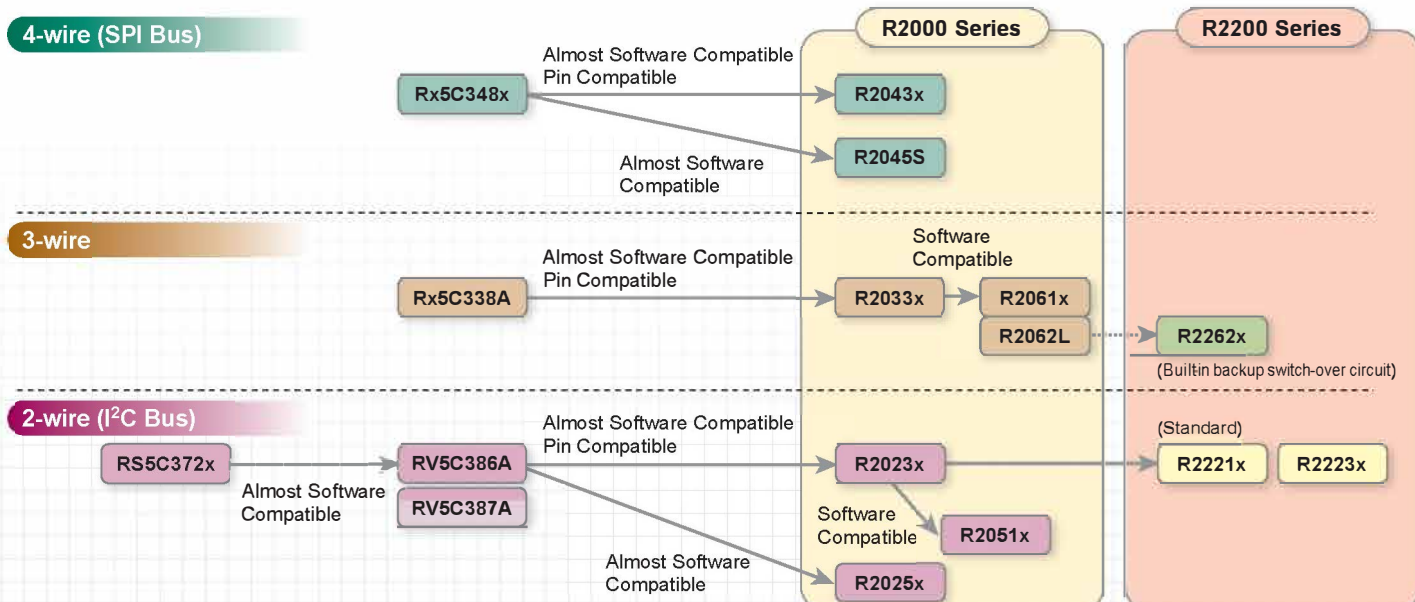 R2000 Series
R2200 Series
4-wire (SPI Bus)
Almost Software Compatible
Pin Compatible
Rx5C348x
R2043x
R2045S
Almost Software
Compatible
3-wire
Software
Compatible
Almost Software Compatible
Pin Compatible
Rx5C338A
R2033x
R2061x
R2062L
R2262x
(Builtin backup switch-over circuit)
2-wire (I²C Bus)
Almost Software Compatible
Pin Compatible
(Standard)
RS5C372x
RV5C386A
R2023x
R2221x
R2223x
Almost Software
Compatible
RV5C387A
Software
Compatible
R2051x
Almost Software
Compatible
R2025x